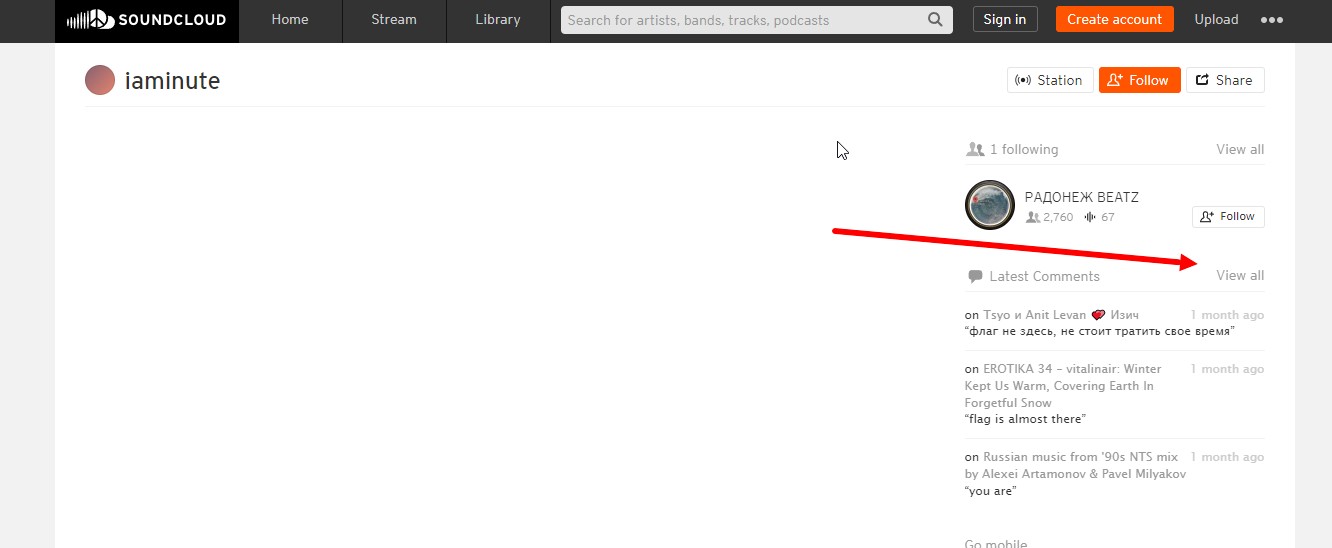 SOUNDCLOUD Home Stream Library Search for artists, bands, tracks, podcasts Sign in Create account Upload
iaminute Station Follow Share
1 following View all
РАДОНЕЖ BEATZ
2,760 67 Follow
Latest Comments View all
on Tsyo и Anit Levan 💕 Изич 1 month ago
“флаг не здесь, не стоит тратить свое время”
on EROTIKA 34 – vitalinair: Winter 1 month ago
Kept Us Warm, Covering Earth In
Forgetful Snow
“flag is almost there”
on Russian music from '90s NTS mix 1 month ago
by Alexei Artamonov & Pavel Milyakov
“you are”
Go mobile